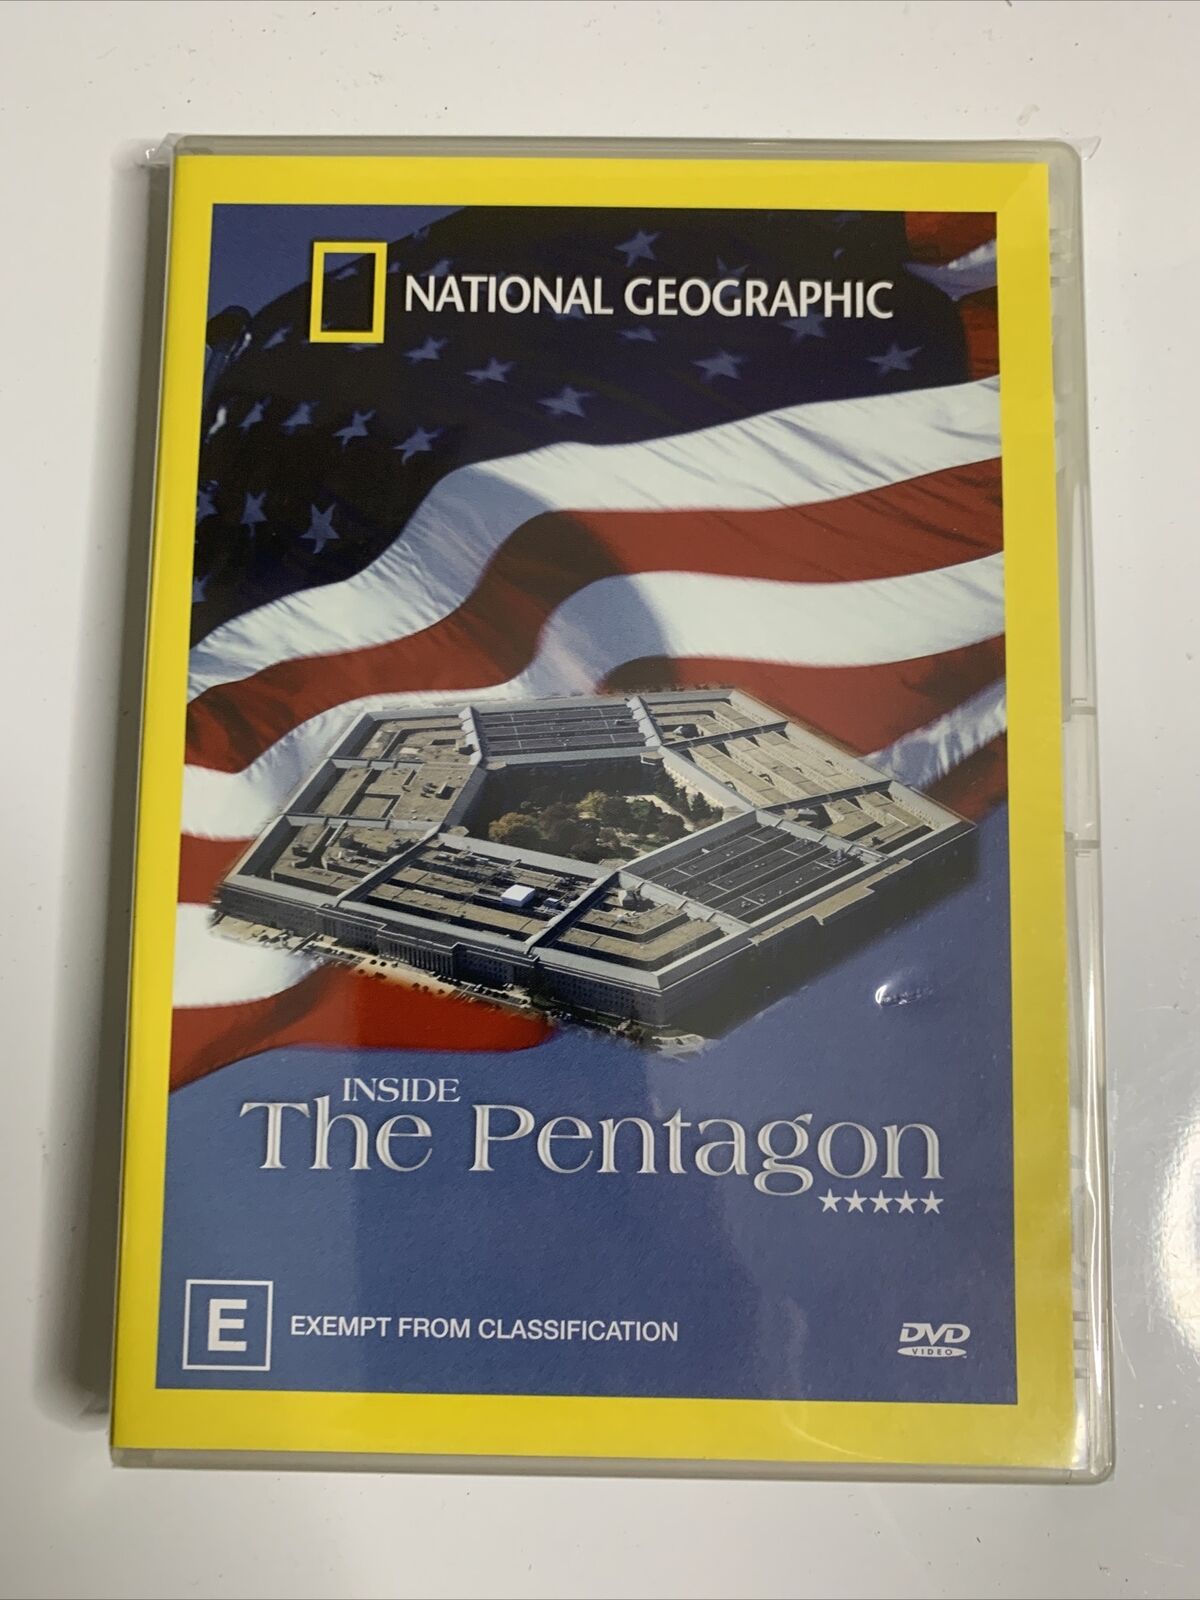 NATIONAL GEOGRAPHIC
INSIDE
The Pentagon
★★★★★
E
EXEMPT FROM CLASSIFICATION
DVD
VIDEO